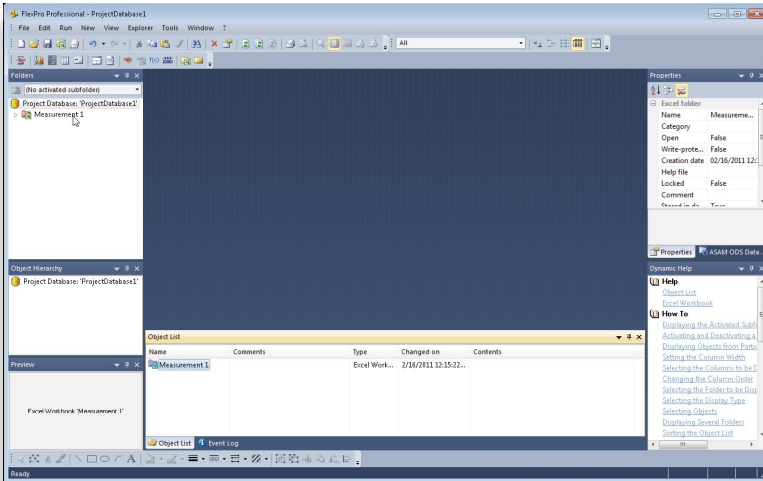 FlexPro Professional - ProjectDatabase1
File Edit Run New View Explorer Tools Window ?
All
100
Folders
(No activated subfolder)
Project Database: 'ProjectDatabase1'
Measurement 1
Object Hierarchy
Project Database: 'ProjectDatabase1'
Preview
Excel Workbook 'Measurement 1'
Object List
Name Comments Type Changed on Contents
Measurement 1 Excel Work... 2/16/2011 12:15:22...
Object List Event Log
Properties
Excel folder
Name Measureme...
Category
Open False
Write-prote... False
Creation date 02/16/2011 12:
Help file
Locked False
Comment
Stored in da True
Properties ASAM ODS Data
Dynamic Help
Help
Object List
Excel Workbook
How To
Displaying the Activated Subf
Activating and Deactivating a
Displaying Objects from Partic
Setting the Column Width
Selecting the Columns to be D
Changing the Column Order
Selecting the Folder to be Disp
Selecting the Display Type
Selecting Objects
Displaying Several Folders
Sorting the Object List
A
Ready